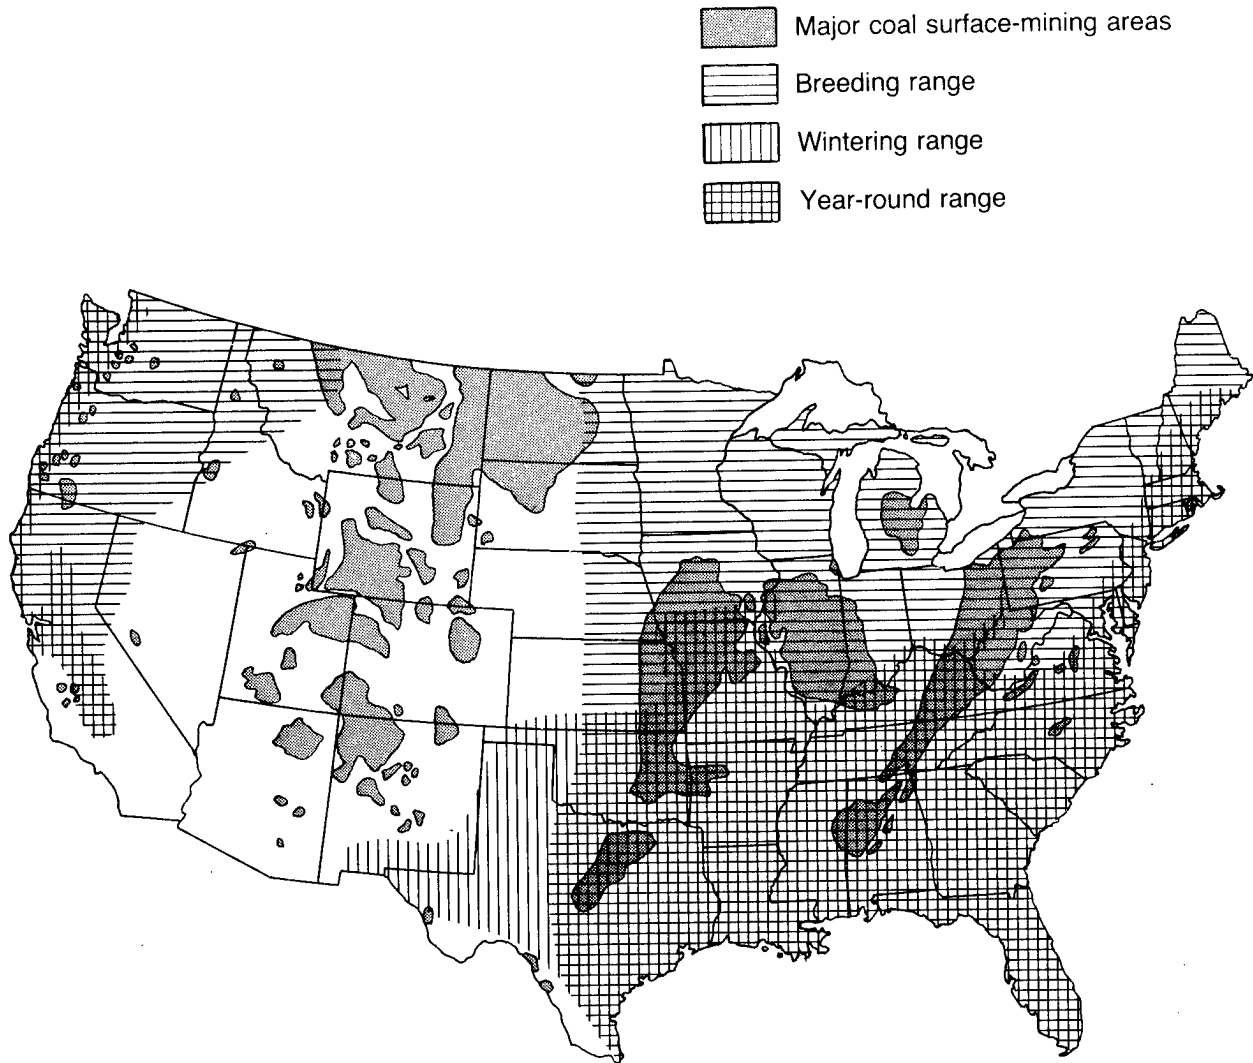 Major coal surface-mining areas
Breeding range
Wintering range
Year-round range